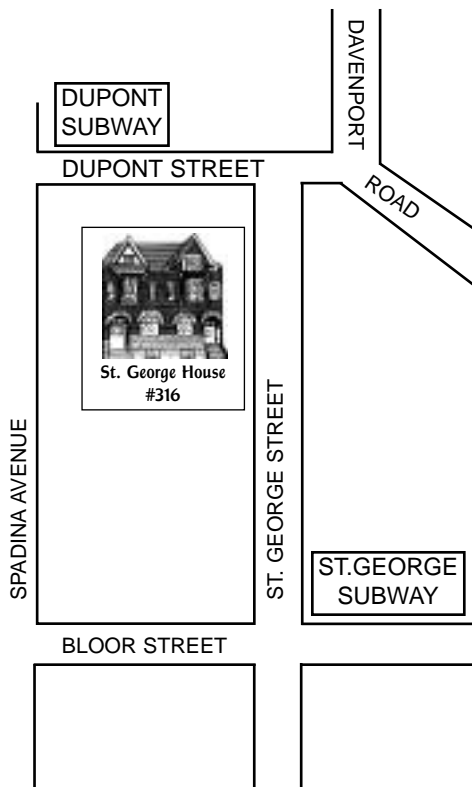 DAVENPORT
ROAD
DUPONT
SUBWAY
DUPONT STREET
St. George House
#316
SPADINA AVENUE
ST. GEORGE STREET
ST.GEORGE
SUBWAY
BLOOR STREET